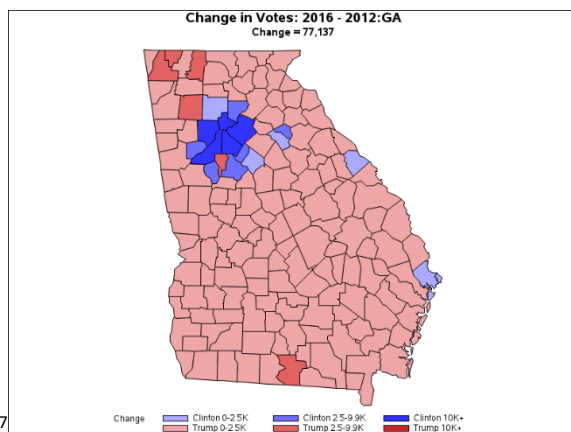 Change in Votes: 2016 - 2012:GA
Change = 77,137
Change Clinton 0-2.5K Clinton 2.5-9.9K Clinton 10K+
Trump 0-2.5K Trump 2.5-9.9K Trump 10K+
7